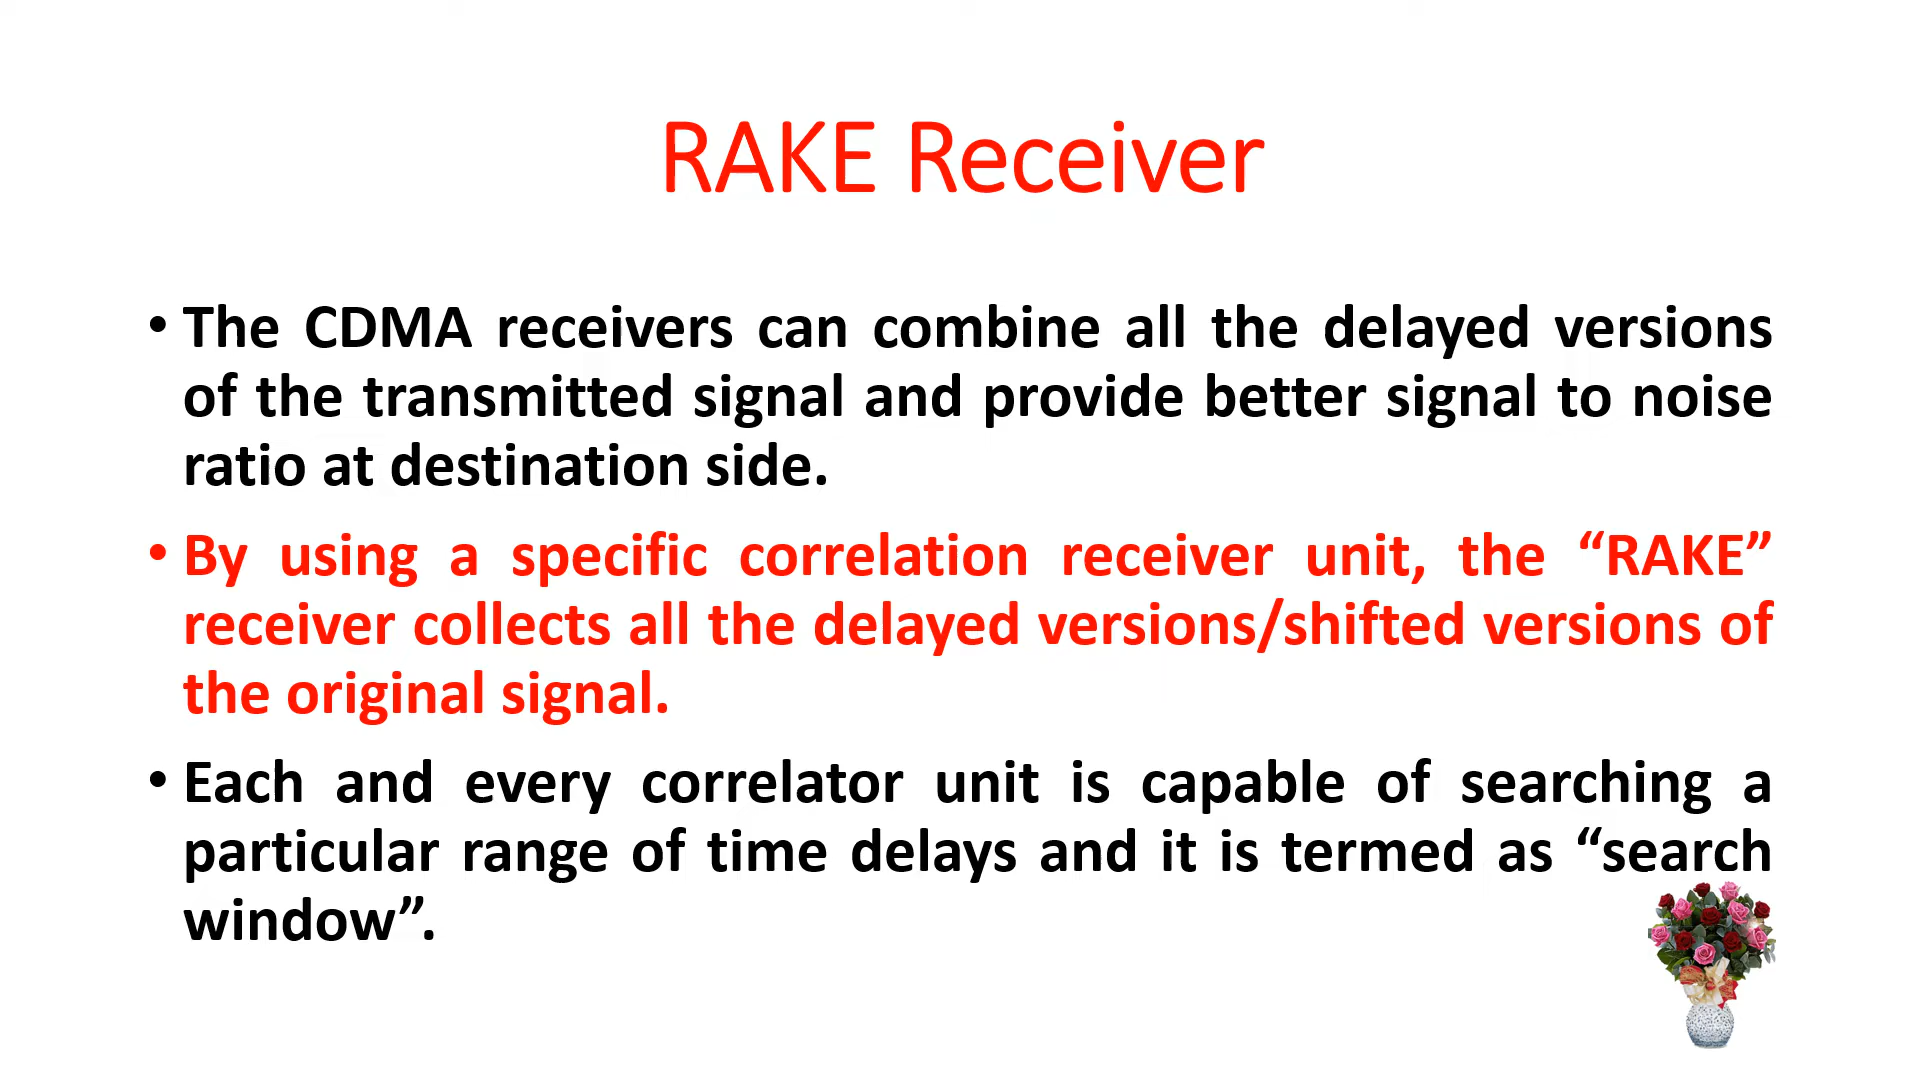 RAKE Receiver
• The CDMA receivers can combine all the delayed versions
of the transmitted signal and provide better signal to noise
ratio at destination side.
• By using a specific correlation receiver unit, the “RAKE”
receiver collects all the delayed versions/shifted versions of
the original signal.
• Each and every correlator unit is capable of searching a
particular range of time delays and it is termed as “search
window”.